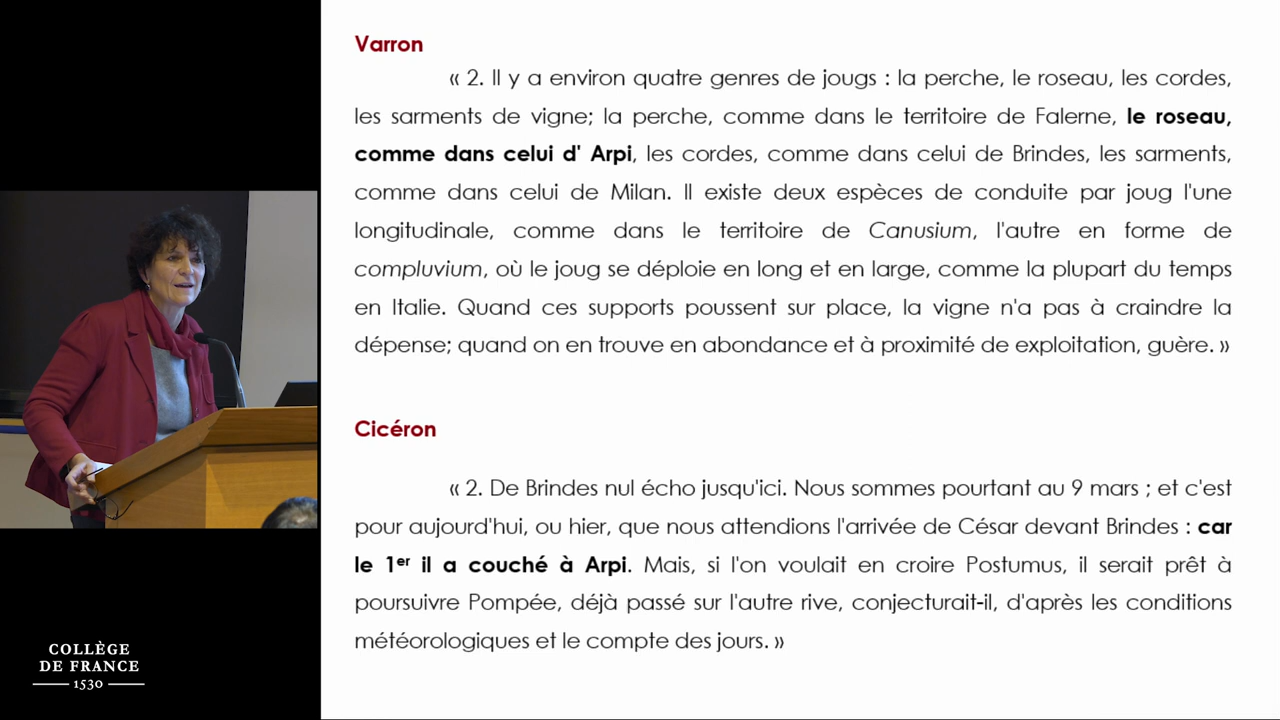 Varron
« 2. Il y a environ quatre genres de jougs : la perche, le roseau, les cordes,
les sarments de vigne; la perche, comme dans le territoire de Falerne, le roseau,
comme dans celui d' Arpi, les cordes, comme dans celui de Brindes, les sarments,
comme dans celui de Milan. Il existe deux espèces de conduite par joug l'une
longitudinale, comme dans le territoire de Canusium, l'autre en forme de
compluvium, où le joug se déploie en long et en large, comme la plupart du temps
en Italie. Quand ces supports poussent sur place, la vigne n'a pas à craindre la
dépense; quand on en trouve en abondance et à proximité de exploitation, guère. »
Cicéron
« 2. De Brindes nul écho jusqu'ici. Nous sommes pourtant au 9 mars ; et c'est
pour aujourd'hui, ou hier, que nous attendions l'arrivée de César devant Brindes : car
le 1er il a couché à Arpi. Mais, si l'on voulait en croire Postumus, il serait prêt à
poursuivre Pompée, déjà passé sur l'autre rive, conjecturait-il, d'après les conditions
météorologiques et le compte des jours. »
COLLÈGE
DE FRANCE
1530